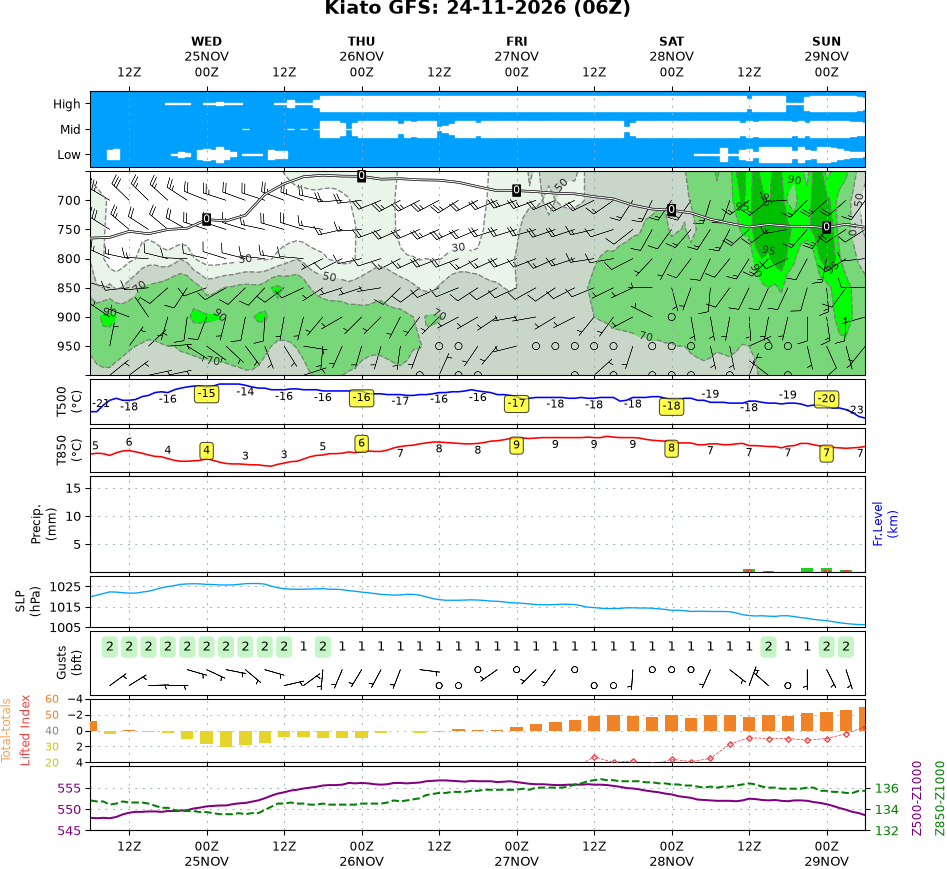 Kiato GFS: 24-11-2026 (06Z)
WED THU FRI SAT SUN
25NOV 26NOV 27NOV 28NOV 29NOV
12Z 00Z 12Z 00Z 12Z 00Z 12Z 00Z 12Z 00Z
High
Mid
Low
700
750
800
850
900
950
0 0 0 0 0
30 50 70 90 90 70 50 30 70 50 70 90 95 90 50
T500
(°C)
-21 -18 -16 -15 -14 -16 -16 -16 -17 -16 -16 -17 -18 -18 -18 -18 -19 -18 -19 -20 23
T850
(°C)
5 6 4 4 3 3 5 6 7 8 8 9 9 9 9 8 7 7 7 7 7
Precip.
(mm)
15
10
5
Fr.Level
(km)
SLP
(hPa)
1025
1015
1005
Gusts
(bft)
2 2 2 2 2 2 2 2 2 2 1 2 1 1 1 1 1 1 1 1 1 1 1 1 1 1 1 1 1 1 1 1 1 1 2 1 1 2 2
Total-totals
Lifted Index
60 −4
50 −2
40 0
30 2
20 4
555
550
545
136
134
132
Z500-Z1000
Z850-Z1000
12Z 00Z 12Z 00Z 12Z 00Z 12Z 00Z 12Z 00Z
25NOV 26NOV 27NOV 28NOV 29NOV